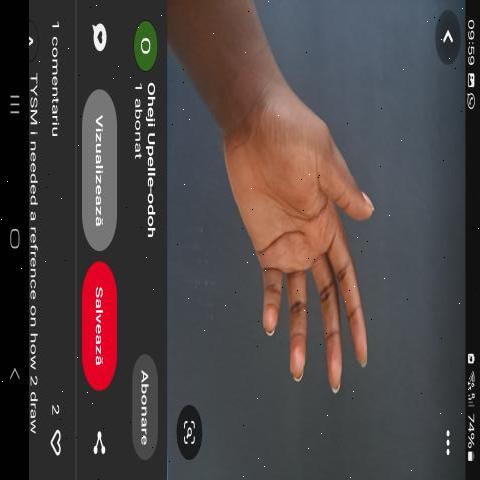 09:59
74%
O
Oheji Upelle-odoh
1 abonat
Abonare
Vizualizează
Salvează
1 comentariu
2
TYSM i needed a refrence on how 2 draw